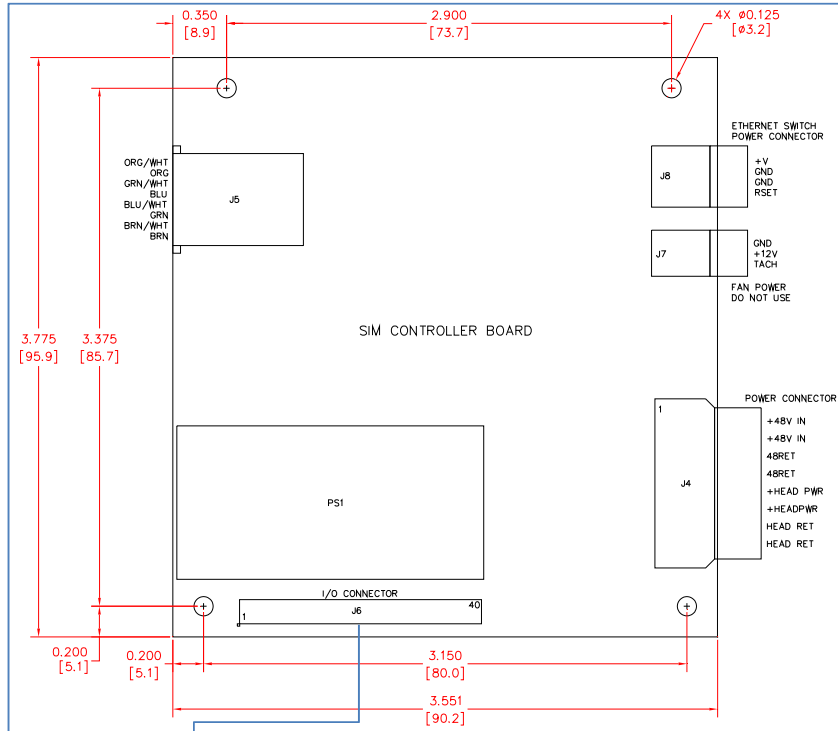 0.350
[8.9]
2.900
[73.7]
4X Ø0.125
[Ø3.2]
ETHERNET SWITCH
POWER CONNECTOR
J8
+V
GND
GND
RSET
ORG/WHT
ORG
GRN/WHT
BLU
BLU/WHT
GRN
BRN/WHT
BRN
J5
J7
GND
+12V
TACH
FAN POWER
DO NOT USE
SIM CONTROLLER BOARD
3.775
[95.9]
3.375
[85.7]
POWER CONNECTOR
1
J4
+48V IN
+48V IN
48RET
48RET
+HEAD PWR
+HEADPWR
HEAD RET
HEAD RET
PS1
I/O CONNECTOR
1
J6
40
0.200
[5.1]
0.200
[5.1]
3.150
[80.0]
3.551
[90.2]